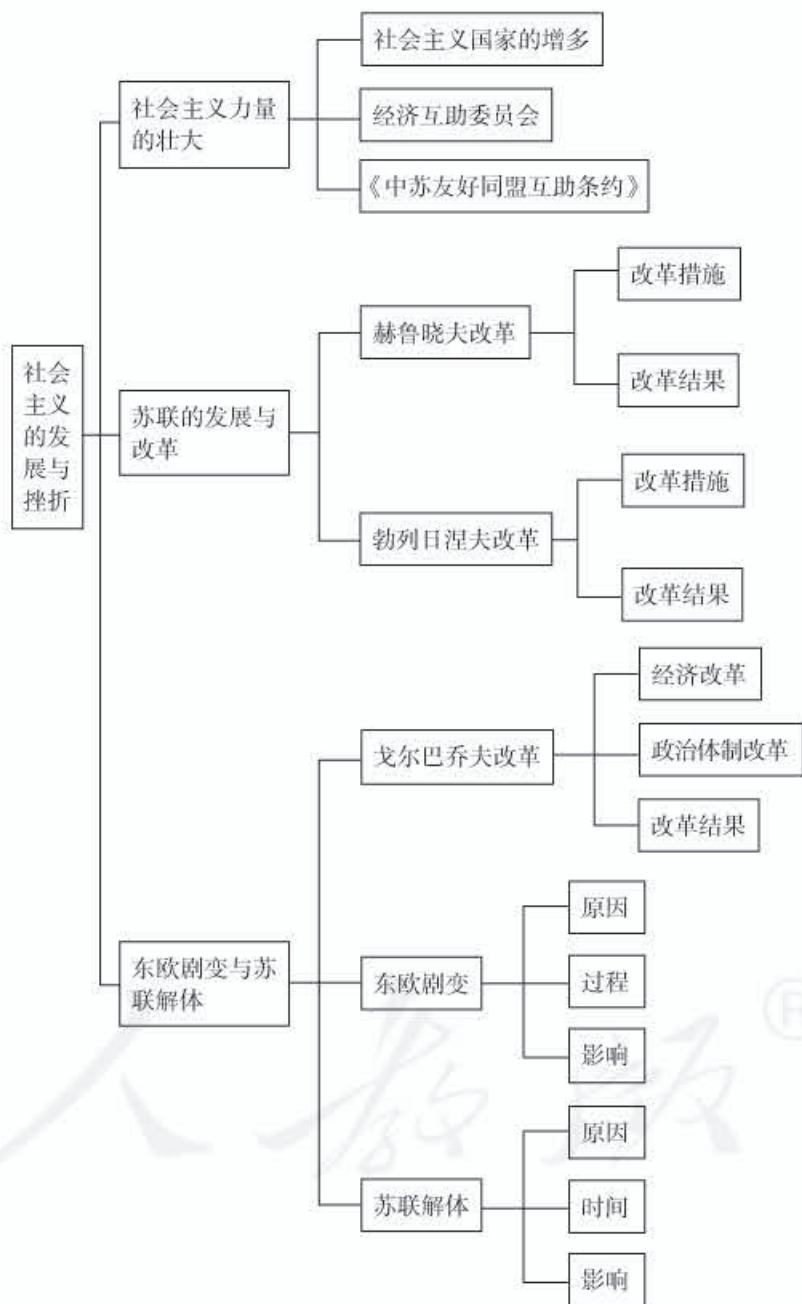 社会
主义
的发
展与
挫折
社会主义力量
的壮大
社会主义国家的增多
经济互助委员会
《中苏友好同盟互助条约》
苏联的发展与
改革
赫鲁晓夫改革
改革措施
改革结果
勃列日涅夫改革
改革措施
改革结果
东欧剧变与苏
联解体
戈尔巴乔夫改革
经济改革
政治体制改革
改革结果
东欧剧变
原因
过程
影响
苏联解体
原因
时间
影响
人教版
®